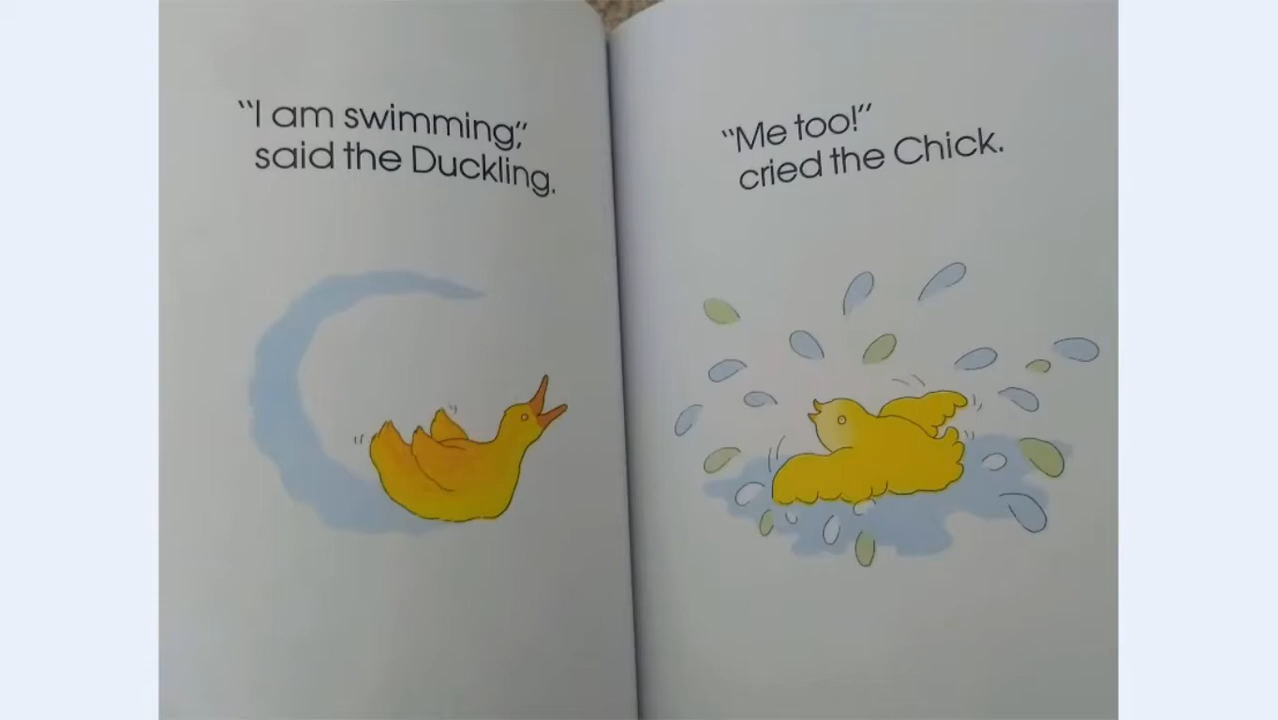 "I am swimming,"
said the Duckling.
"Me too!"
cried the Chick.